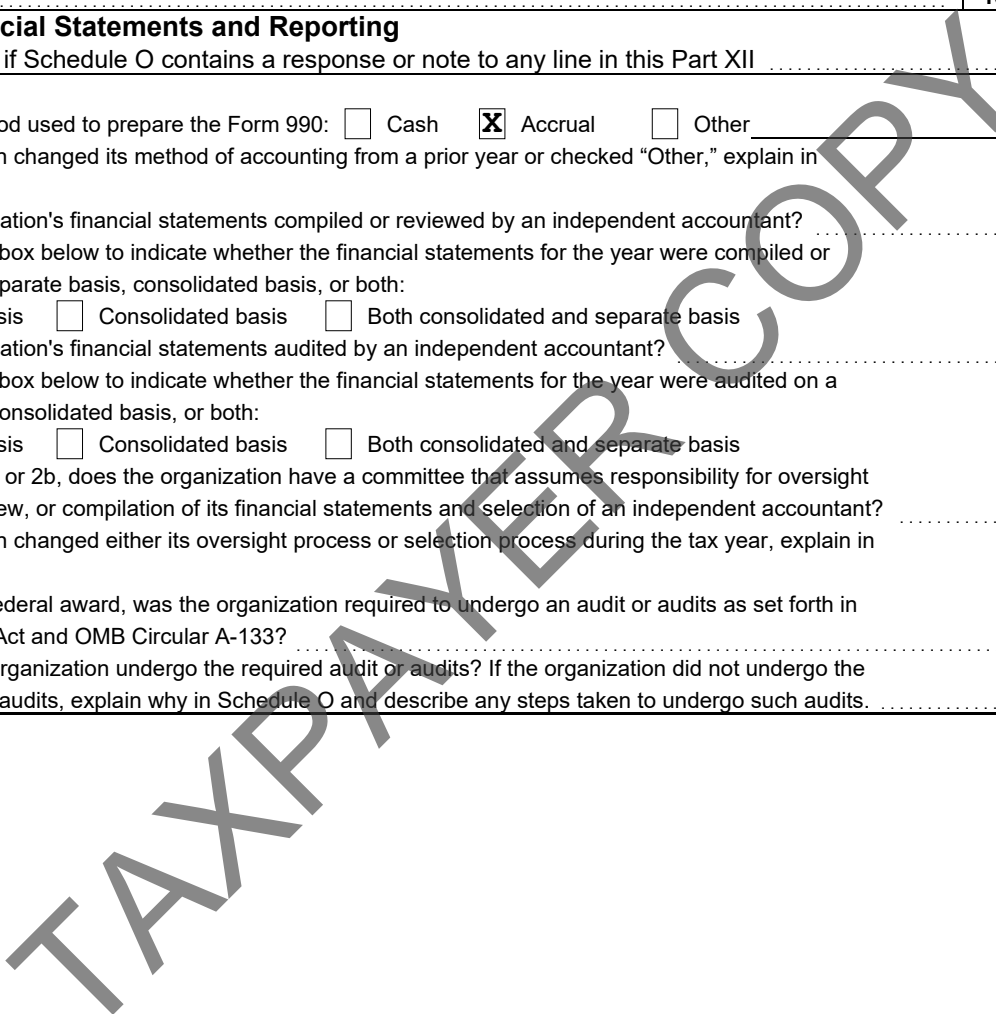 cial Statements and Reporting
if Schedule O contains a response or note to any line in this Part XII
od used to prepare the Form 990: Cash X Accrual Other
n changed its method of accounting from a prior year or checked “Other,” explain in
ation's financial statements compiled or reviewed by an independent accountant?
box below to indicate whether the financial statements for the year were compiled or
parate basis, consolidated basis, or both:
sis Consolidated basis Both consolidated and separate basis
ation's financial statements audited by an independent accountant?
box below to indicate whether the financial statements for the year were audited on a
onsolidated basis, or both:
sis Consolidated basis Both consolidated and separate basis
or 2b, does the organization have a committee that assumes responsibility for oversight
ew, or compilation of its financial statements and selection of an independent accountant?
n changed either its oversight process or selection process during the tax year, explain in
ederal award, was the organization required to undergo an audit or audits as set forth in
Act and OMB Circular A-133?
rganization undergo the required audit or audits? If the organization did not undergo the
audits, explain why in Schedule O and describe any steps taken to undergo such audits.
TAXPAYER COPY